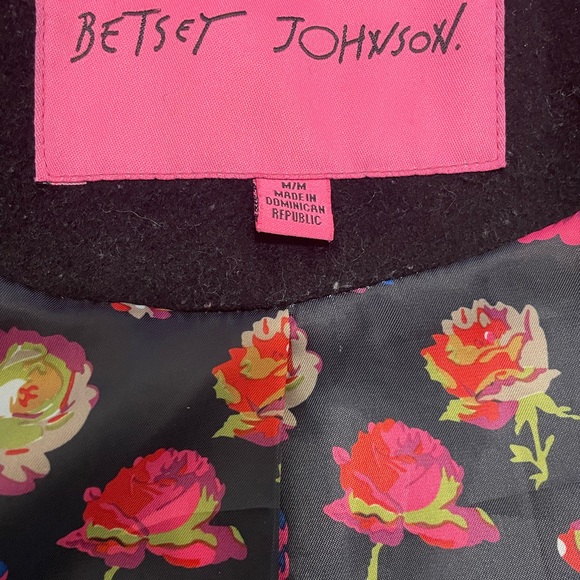 BETSEY JOHNSON.
M/M
MADE IN
DOMINICAN
REPUBLIC